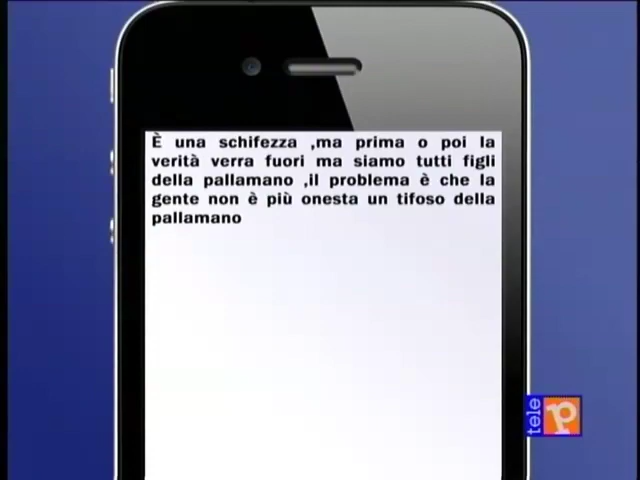 È una schifezza ,ma prima o poi la
verità verra fuori ma siamo tutti figli
della pallamano ,il problema è che la
gente non è più onesta un tifoso della
pallamano
tele
p